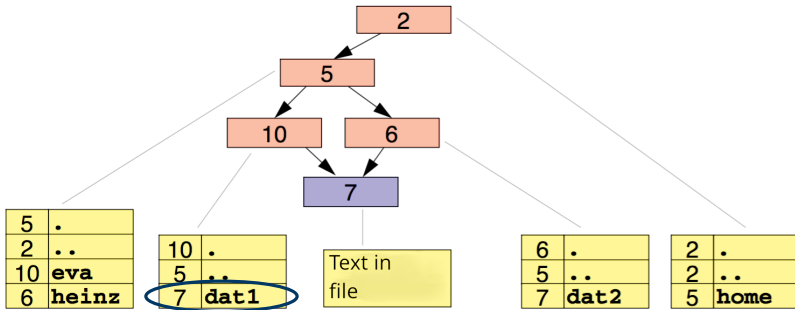 2
5
10 6
7
5 .
2 ..
10 eva
6 heinz
10 .
5 ..
7 dat1
Text in
file
6 .
5 ..
7 dat2
2 .
2 ..
5 home